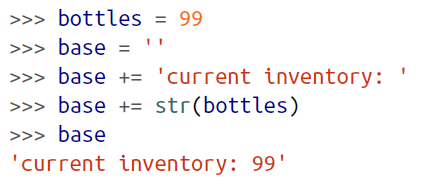 >>> bottles = 99
>>> base = ''
>>> base += 'current inventory: '
>>> base += str(bottles)
>>> base
'current inventory: 99'